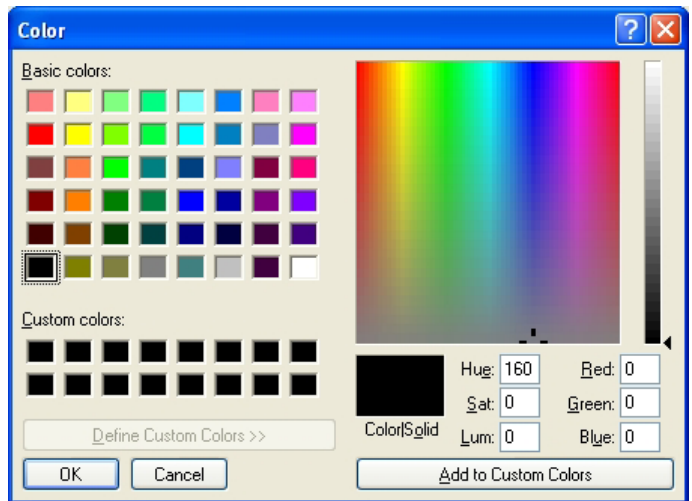 Color
Basic colors:
Custom colors:
Define Custom Colors >>
OK Cancel
Color|Solid
Hue: 160
Sat: 0
Lum: 0
Red: 0
Green: 0
Blue: 0
Add to Custom Colors